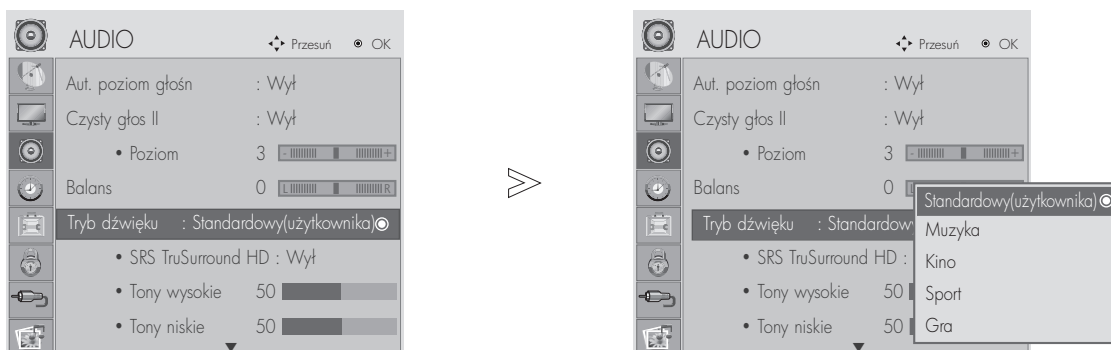 AUDIO
Przesuń OK
Aut. poziom głośn : Wył
Czysty głos II : Wył
• Poziom 3 - +
Balans 0 L R
Tryb dźwięku : Standardowy(użytkownika)
• SRS TruSurround HD : Wył
• Tony wysokie 50
• Tony niskie 50
AUDIO
Przesuń OK
Aut. poziom głośn : Wył
Czysty głos II : Wył
• Poziom 3 - +
Balans 0 L
Tryb dźwięku : Standardowy
• SRS TruSurround HD :
• Tony wysokie 50
• Tony niskie 50
Standardowy(użytkownika)
Muzyka
Kino
Sport
Gra